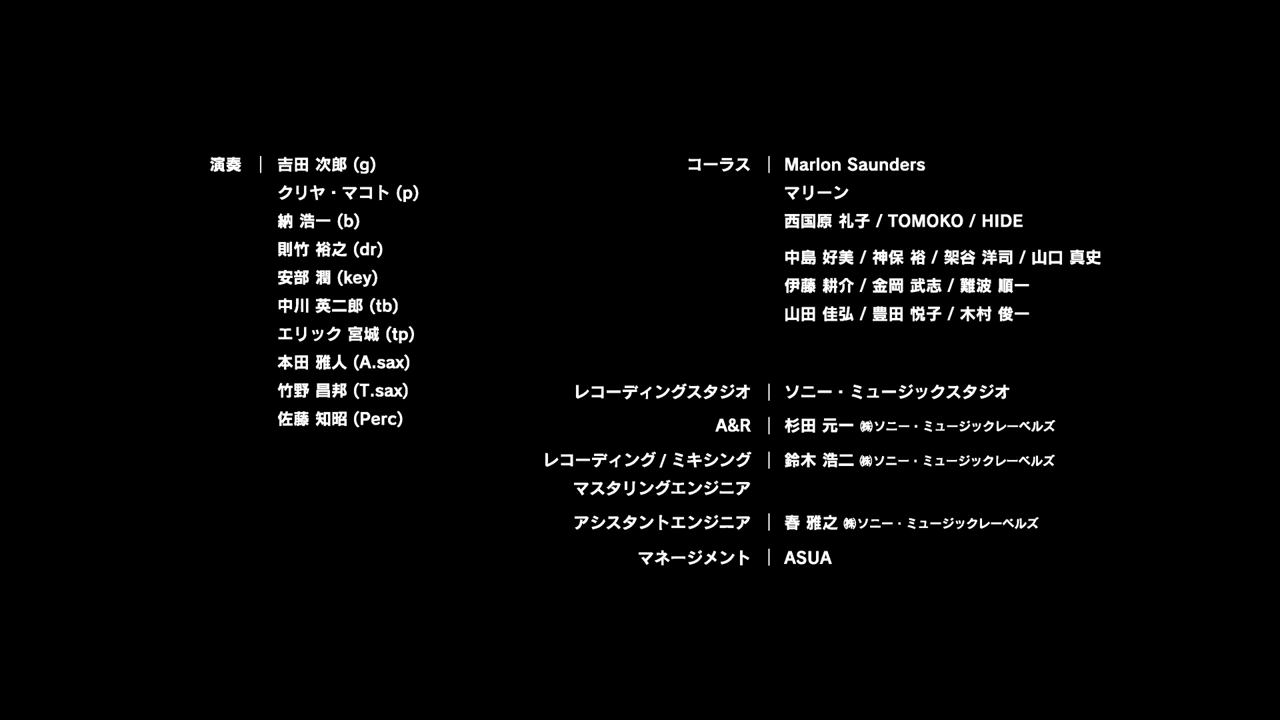 演奏 | 吉田 次郎 (g)
クリヤ・マコト (p)
納 浩一 (b)
則竹 裕之 (dr)
安部 潤 (key)
中川 英二郎 (tb)
エリック 宮城 (tp)
本田 雅人 (A.sax)
竹野 昌邦 (T.sax)
佐藤 知昭 (Perc)
コーラス | Marlon Saunders
マリーン
西国原 礼子 / TOMOKO / HIDE
中島 好美 / 神保 裕 / 架谷 洋司 / 山口 真史
伊藤 耕介 / 金岡 武志 / 難波 順一
山田 佳弘 / 豊田 悦子 / 木村 俊一
レコーディングスタジオ | ソニー・ミュージックスタジオ
A&R | 杉田 元一 ㈱ソニー・ミュージックレーベルズ
レコーディング / ミキシング | 鈴木 浩二 ㈱ソニー・ミュージックレーベルズ
マスタリングエンジニア
アシスタントエンジニア | 春 雅之 ㈱ソニー・ミュージックレーベルズ
マネージメント | ASUA